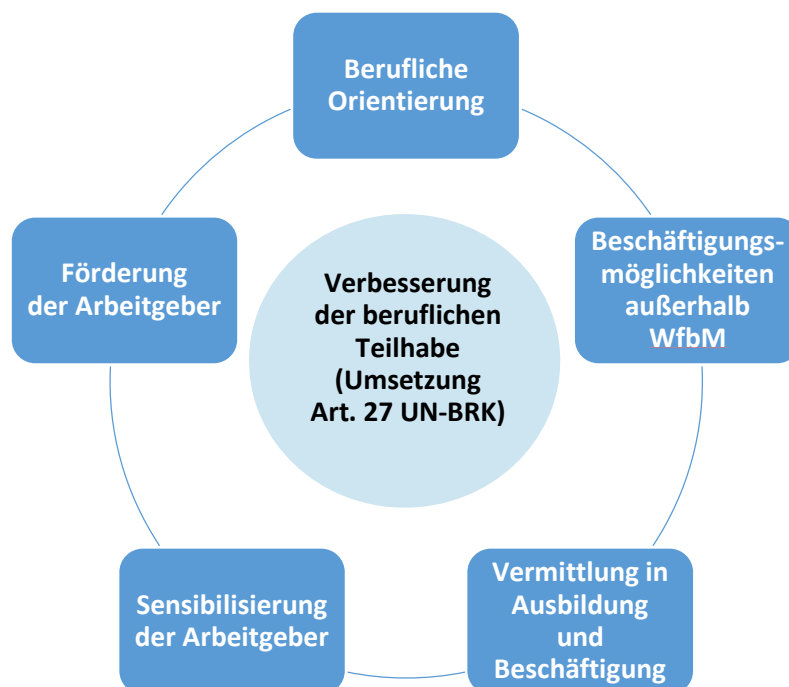 Berufliche
Orientierung
Beschäftigungs-
möglichkeiten
außerhalb
WfbM
Vermittlung in
Ausbildung
und
Beschäftigung
Sensibilisierung
der Arbeitgeber
Förderung
der Arbeitgeber
Verbesserung
der beruflichen
Teilhabe
(Umsetzung
Art. 27 UN-BRK)